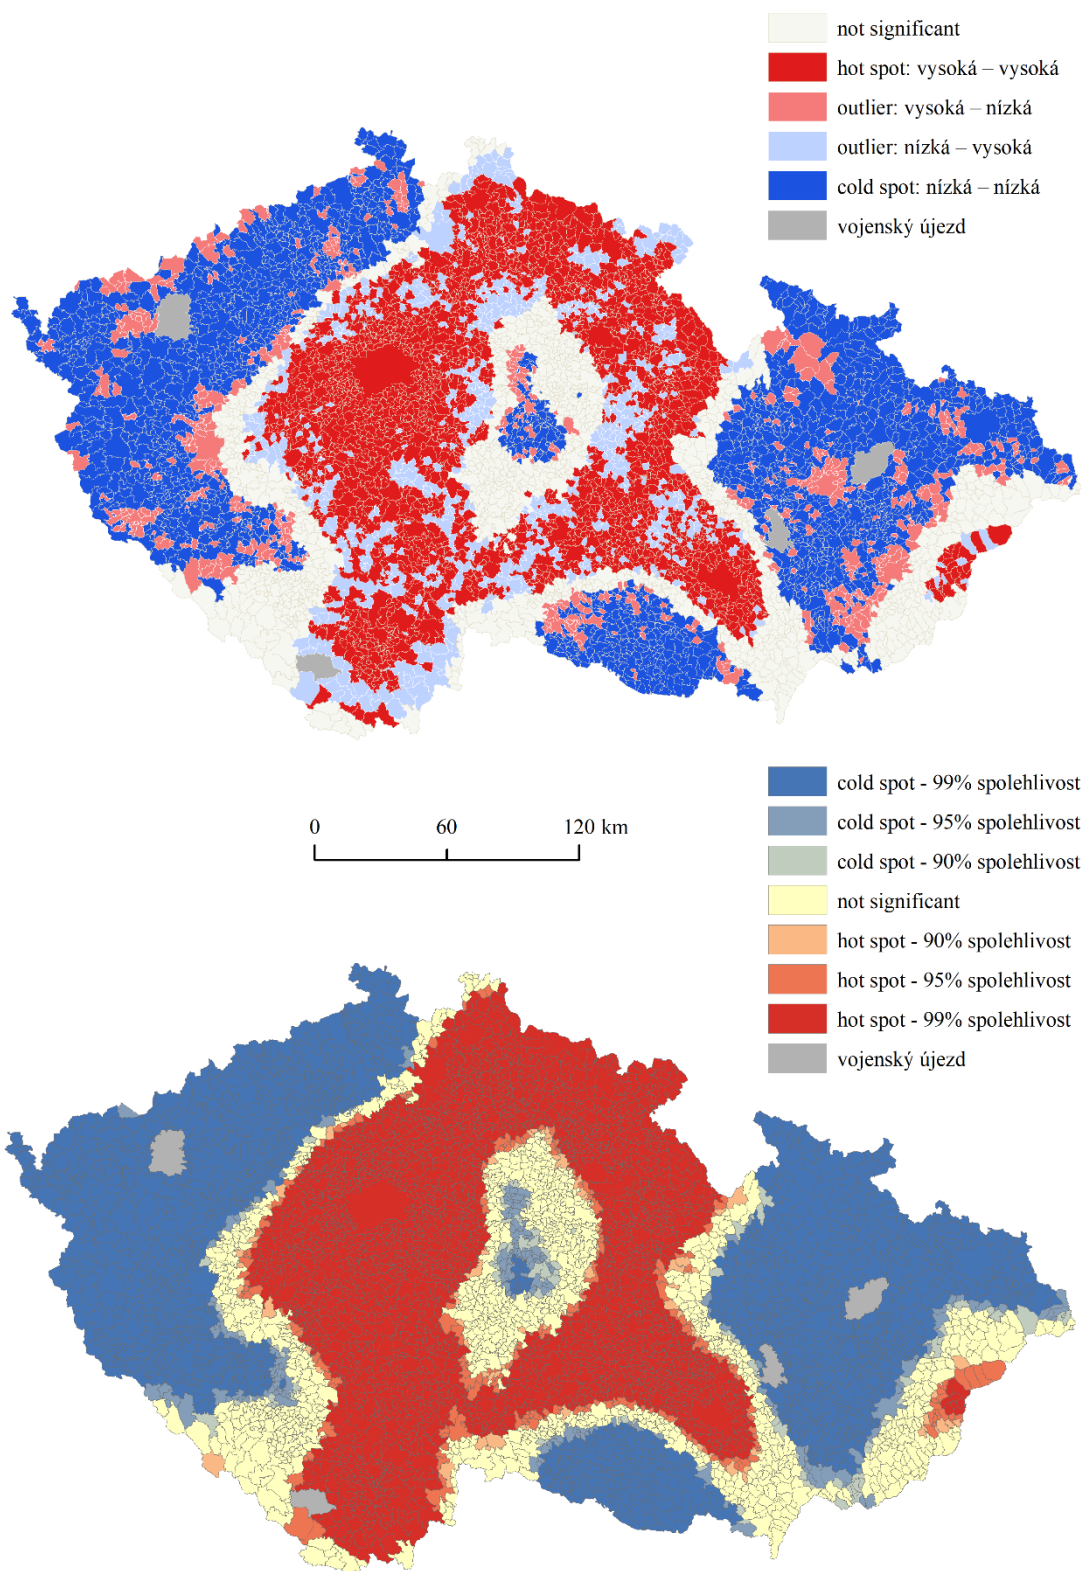 not significant
hot spot: vysoká – vysoká
outlier: vysoká – nízká
outlier: nízká – vysoká
cold spot: nízká – nízká
vojenský újezd
cold spot - 99% spolehlivost
cold spot - 95% spolehlivost
cold spot - 90% spolehlivost
not significant
hot spot - 90% spolehlivost
hot spot - 95% spolehlivost
hot spot - 99% spolehlivost
vojenský újezd
0 60 120 km